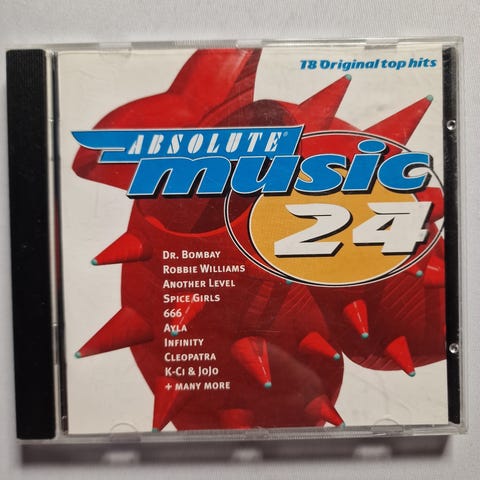 18 Original top hits
ABSOLUTE®
music
24
DR. BOMBAY
ROBBIE WILLIAMS
ANOTHER LEVEL
SPICE GIRLS
666
AYLA
INFINITY
CLEOPATRA
K-CI & JOJO
+ MANY MORE